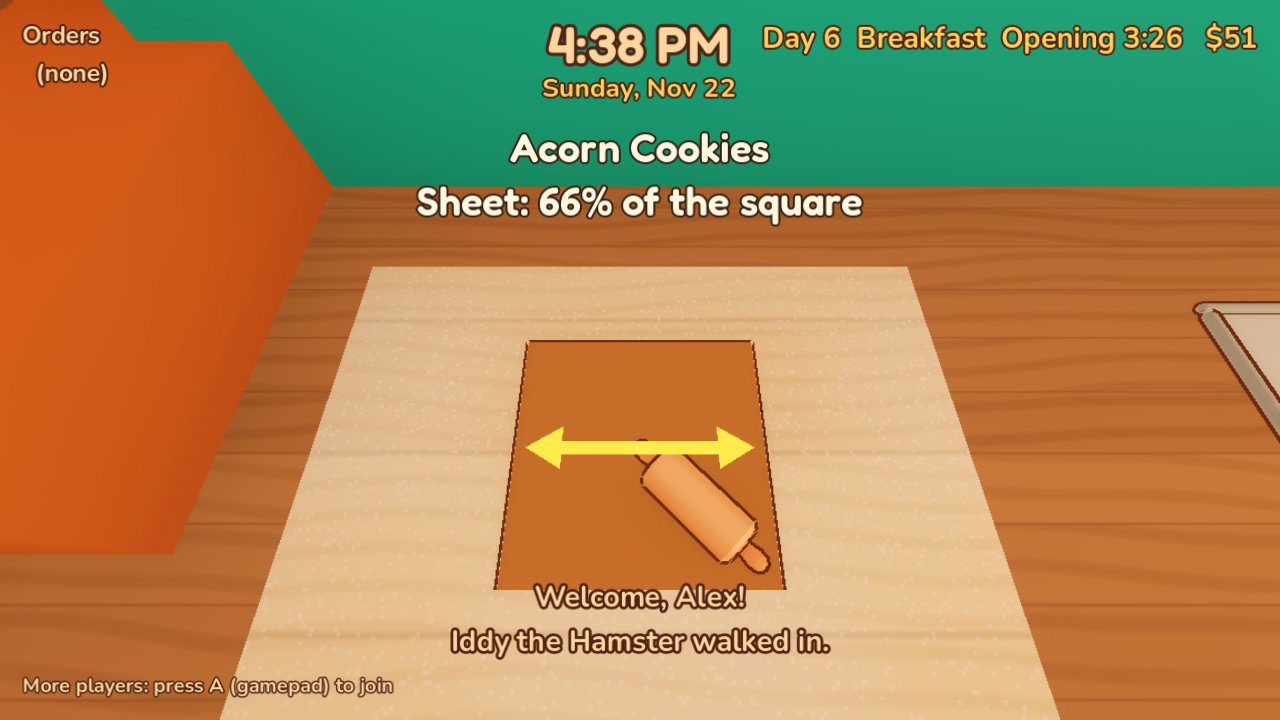 Orders
(none)
4:38 PM
Sunday, Nov 22
Day 6 Breakfast Opening 3:26 $51
Acorn Cookies
Sheet: 66% of the square
Welcome, Alex!
Iddy the Hamster walked in.
More players: press A (gamepad) to join